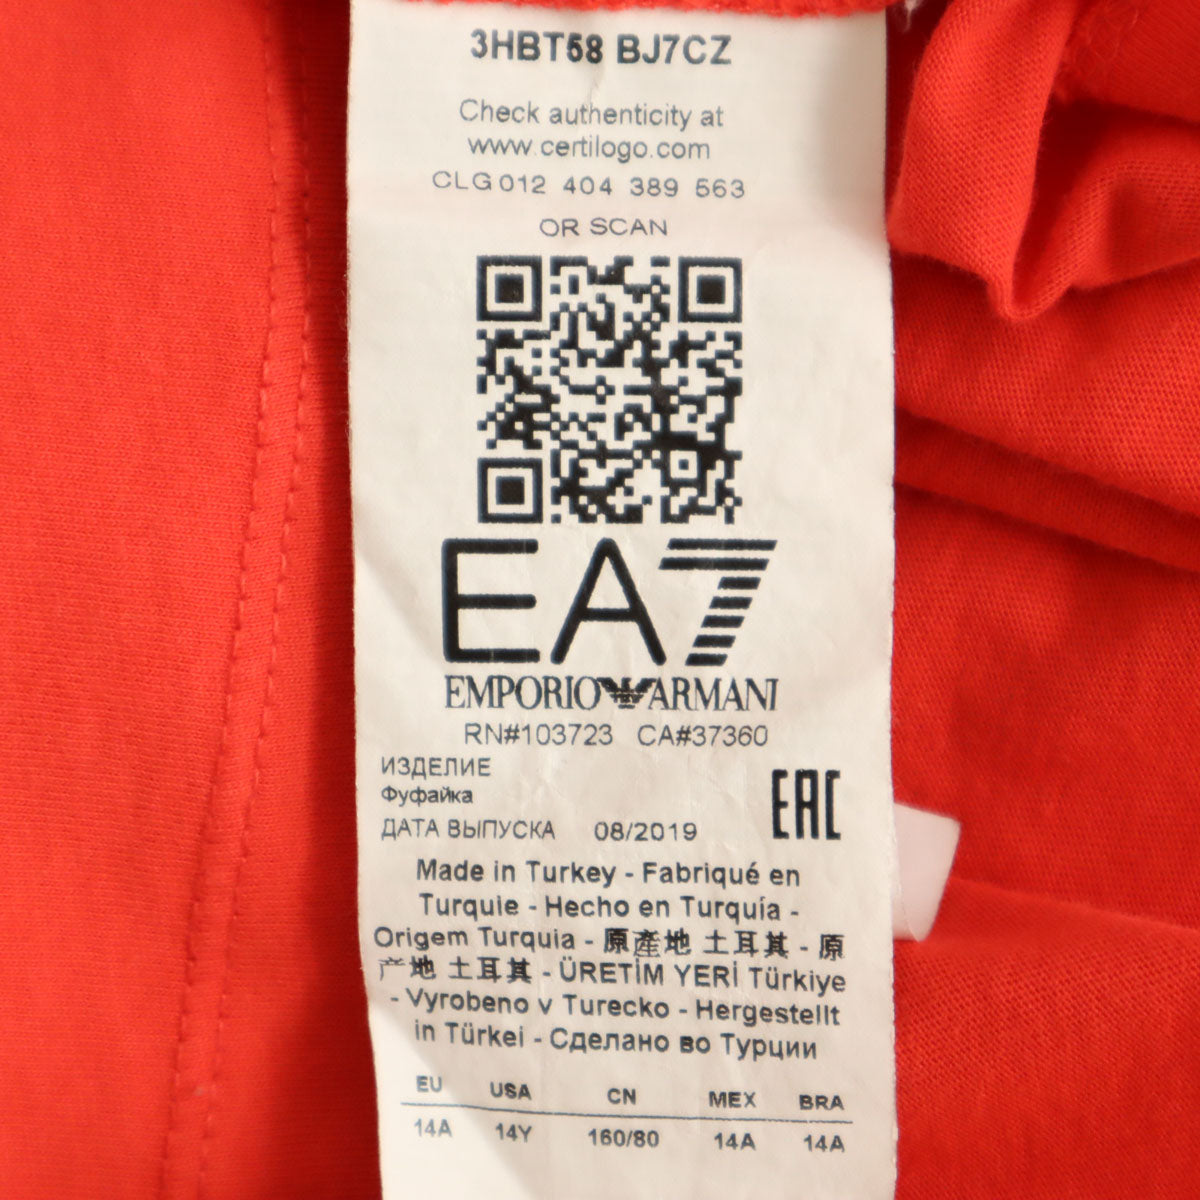 3HBT58 BJ7CZ
Check authenticity at
www.certilogo.com
CLG 012 404 389 563
OR SCAN
EA7
EMPORIO ARMANI
RN#103723 CA#37360
ИЗДЕЛИЕ
Фуфайка
EAC
ДАТА ВЫПУСКА 08/2019
Made in Turkey - Fabriqué en
Turquie - Hecho en Turquía -
Origem Turquia - 原産地 土耳其 - 原
产地 土耳其 - ÜRETİM YERİ Türkiye
- Vyrobeno v Turecko - Hergestellt
in Türkei - Сделано во Турции
EU USA CN MEX BRA
14A 14Y 160/80 14A 14A